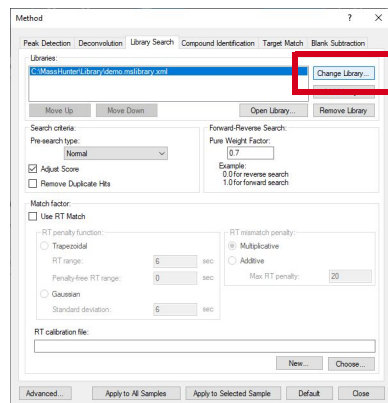 Method ? ×
Peak Detection Deconvolution Library Search Compound Identification Target Match Blank Subtraction
Libraries:
C:\MassHunter\Library\demo.mslibrary.xml
Change Library...
Move Up Move Down Open Library... Remove Library
Search criteria: Forward-Reverse Search:
Pre-search type: Pure Weight Factor:
Normal 0.7
Adjust Score Example:
0.0 for reverse search
Remove Duplicate Hits 1.0 for forward search
Match factor:
Use RT Match
RT penalty function: RT mismatch penalty:
Trapezoidal Multiplicative
RT range: 6 sec Additive
Penalty-free RT range: 0 sec Max RT penalty: 20
Gaussian
Standard deviation: 6 sec
RT calibration file:
New... Choose...
Advanced... Apply to All Samples Apply to Selected Sample Default Close